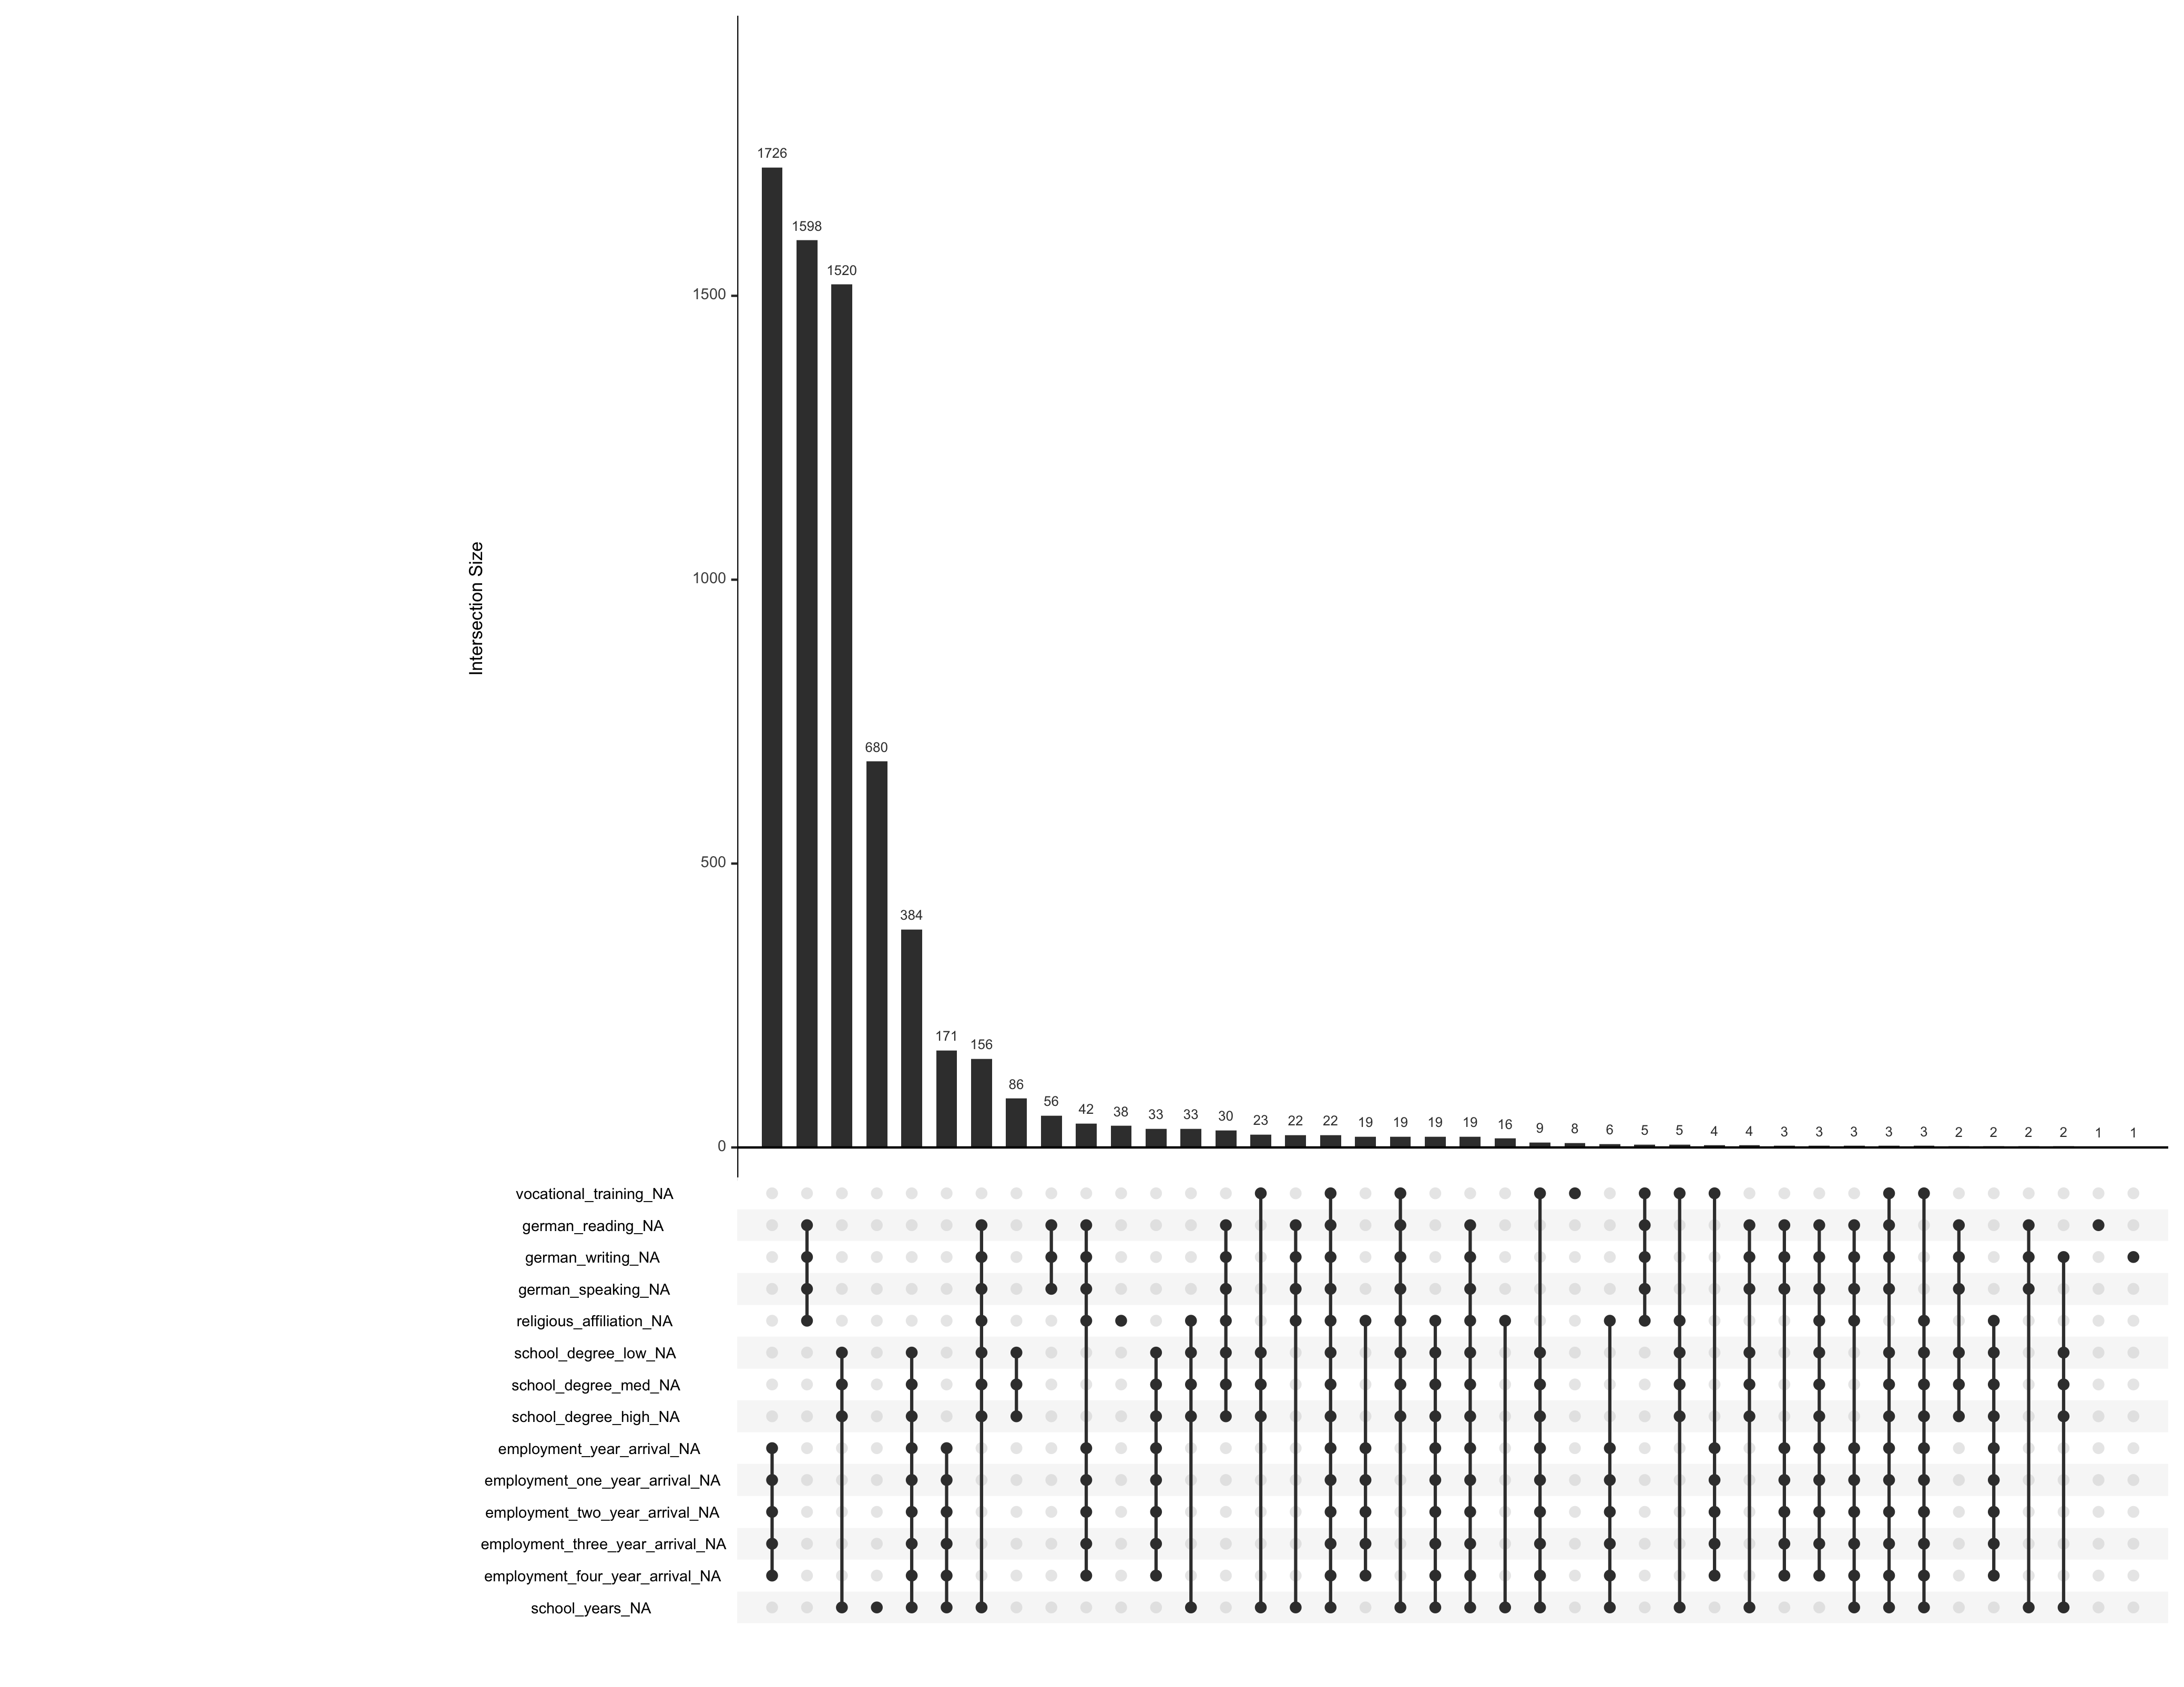 1726
1598
1520
680
384
171
156
86
56
42
38
33
33
30
23
22
22
19
19
19
19
16
9
8
6
5
5
4
4
3
3
3
3
3
2
2
2
2
1
1
1500
1000
500
0
Intersection Size
vocational_training_NA
german_reading_NA
german_writing_NA
german_speaking_NA
religious_affiliation_NA
school_degree_low_NA
school_degree_med_NA
school_degree_high_NA
employment_year_arrival_NA
employment_one_year_arrival_NA
employment_two_year_arrival_NA
employment_three_year_arrival_NA
employment_four_year_arrival_NA
school_years_NA